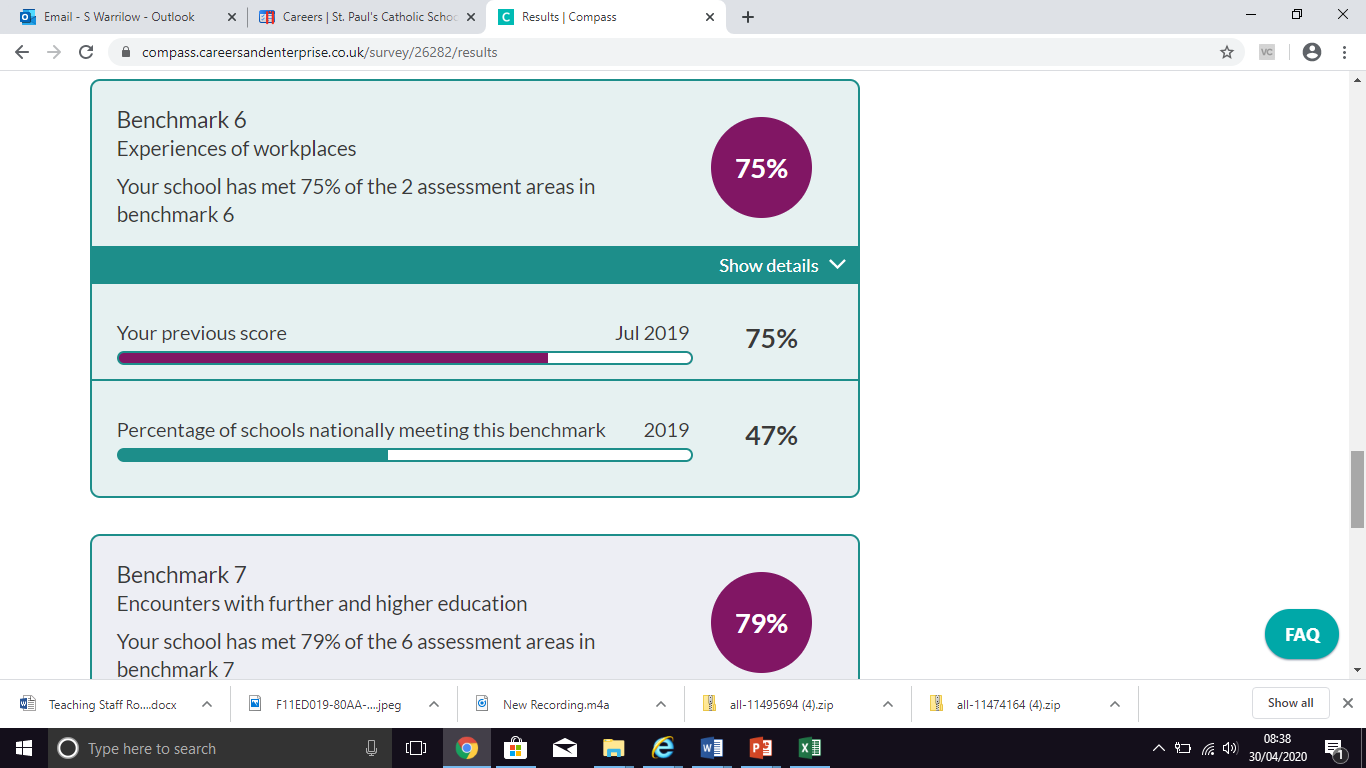 Email - S Warrilow - Outlook
Careers | St. Paul's Catholic Schoo
Results | Compass
compass.careersandenterprise.co.uk/survey/26282/results
VC
Benchmark 6
Experiences of workplaces
Your school has met 75% of the 2 assessment areas in
benchmark 6
75%
Show details
Your previous score Jul 2019 75%
Percentage of schools nationally meeting this benchmark 2019 47%
Benchmark 7
Encounters with further and higher education
Your school has met 79% of the 6 assessment areas in
benchmark 7
79%
FAQ
Teaching Staff Ro....docx
F11ED019-80AA-....jpeg
New Recording.m4a
all-11495694 (4).zip
all-11474164 (4).zip
Show all
Type here to search
08:38
30/04/2020
1